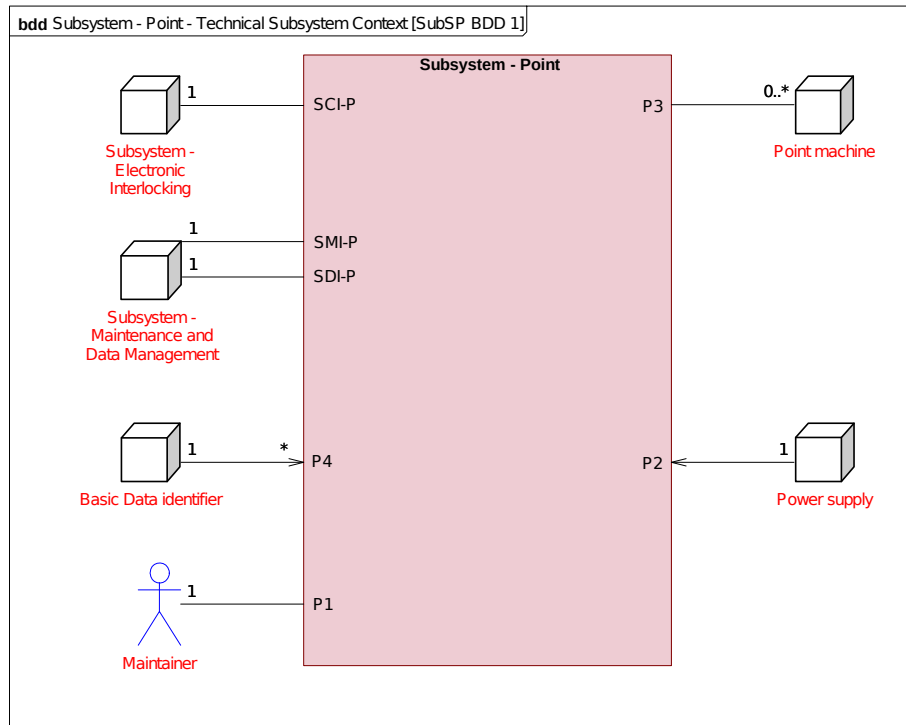 bdd Subsystem - Point - Technical Subsystem Context [SubSP BDD 1]
Subsystem - Point
1
SCI-P
P3
0..*
Subsystem -
Electronic
Interlocking
Point machine
1
SMI-P
1
SDI-P
Subsystem -
Maintenance and
Data Management
1
*
P4
P2
1
Basic Data identifier
Power supply
1
P1
Maintainer